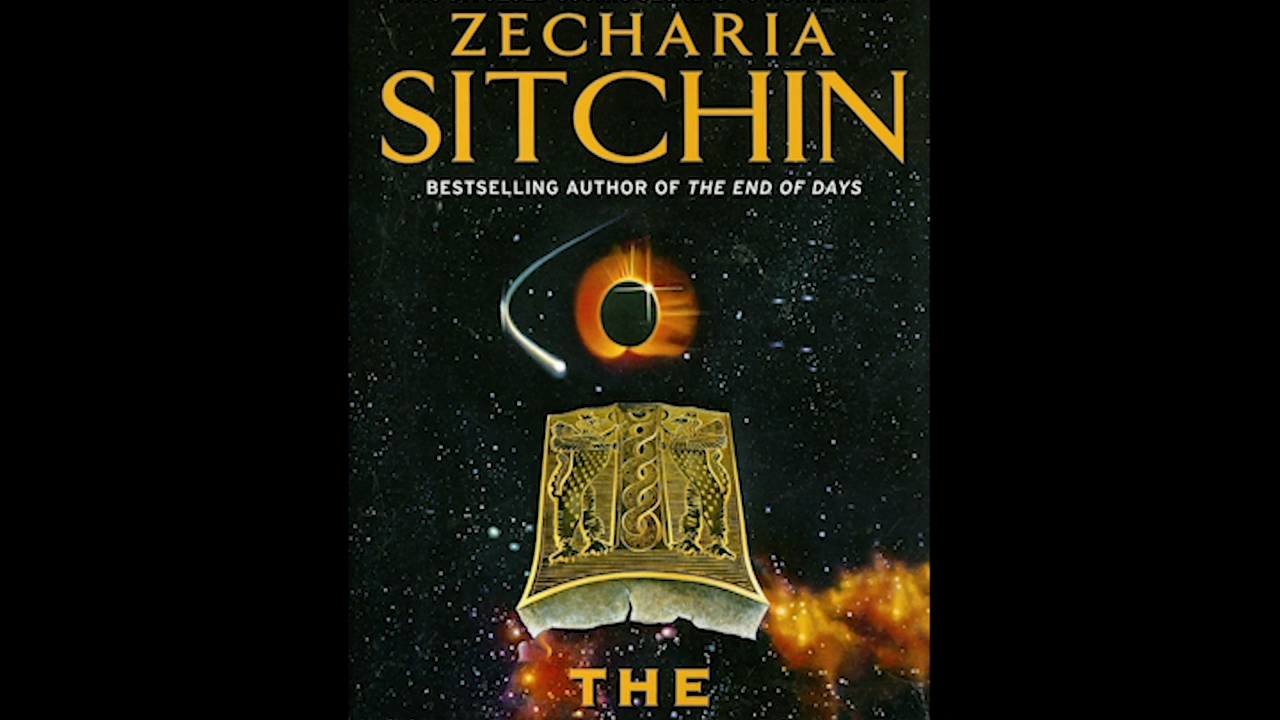 ZECHARIA
SITCHIN
BESTSELLING AUTHOR OF THE END OF DAYS
THE